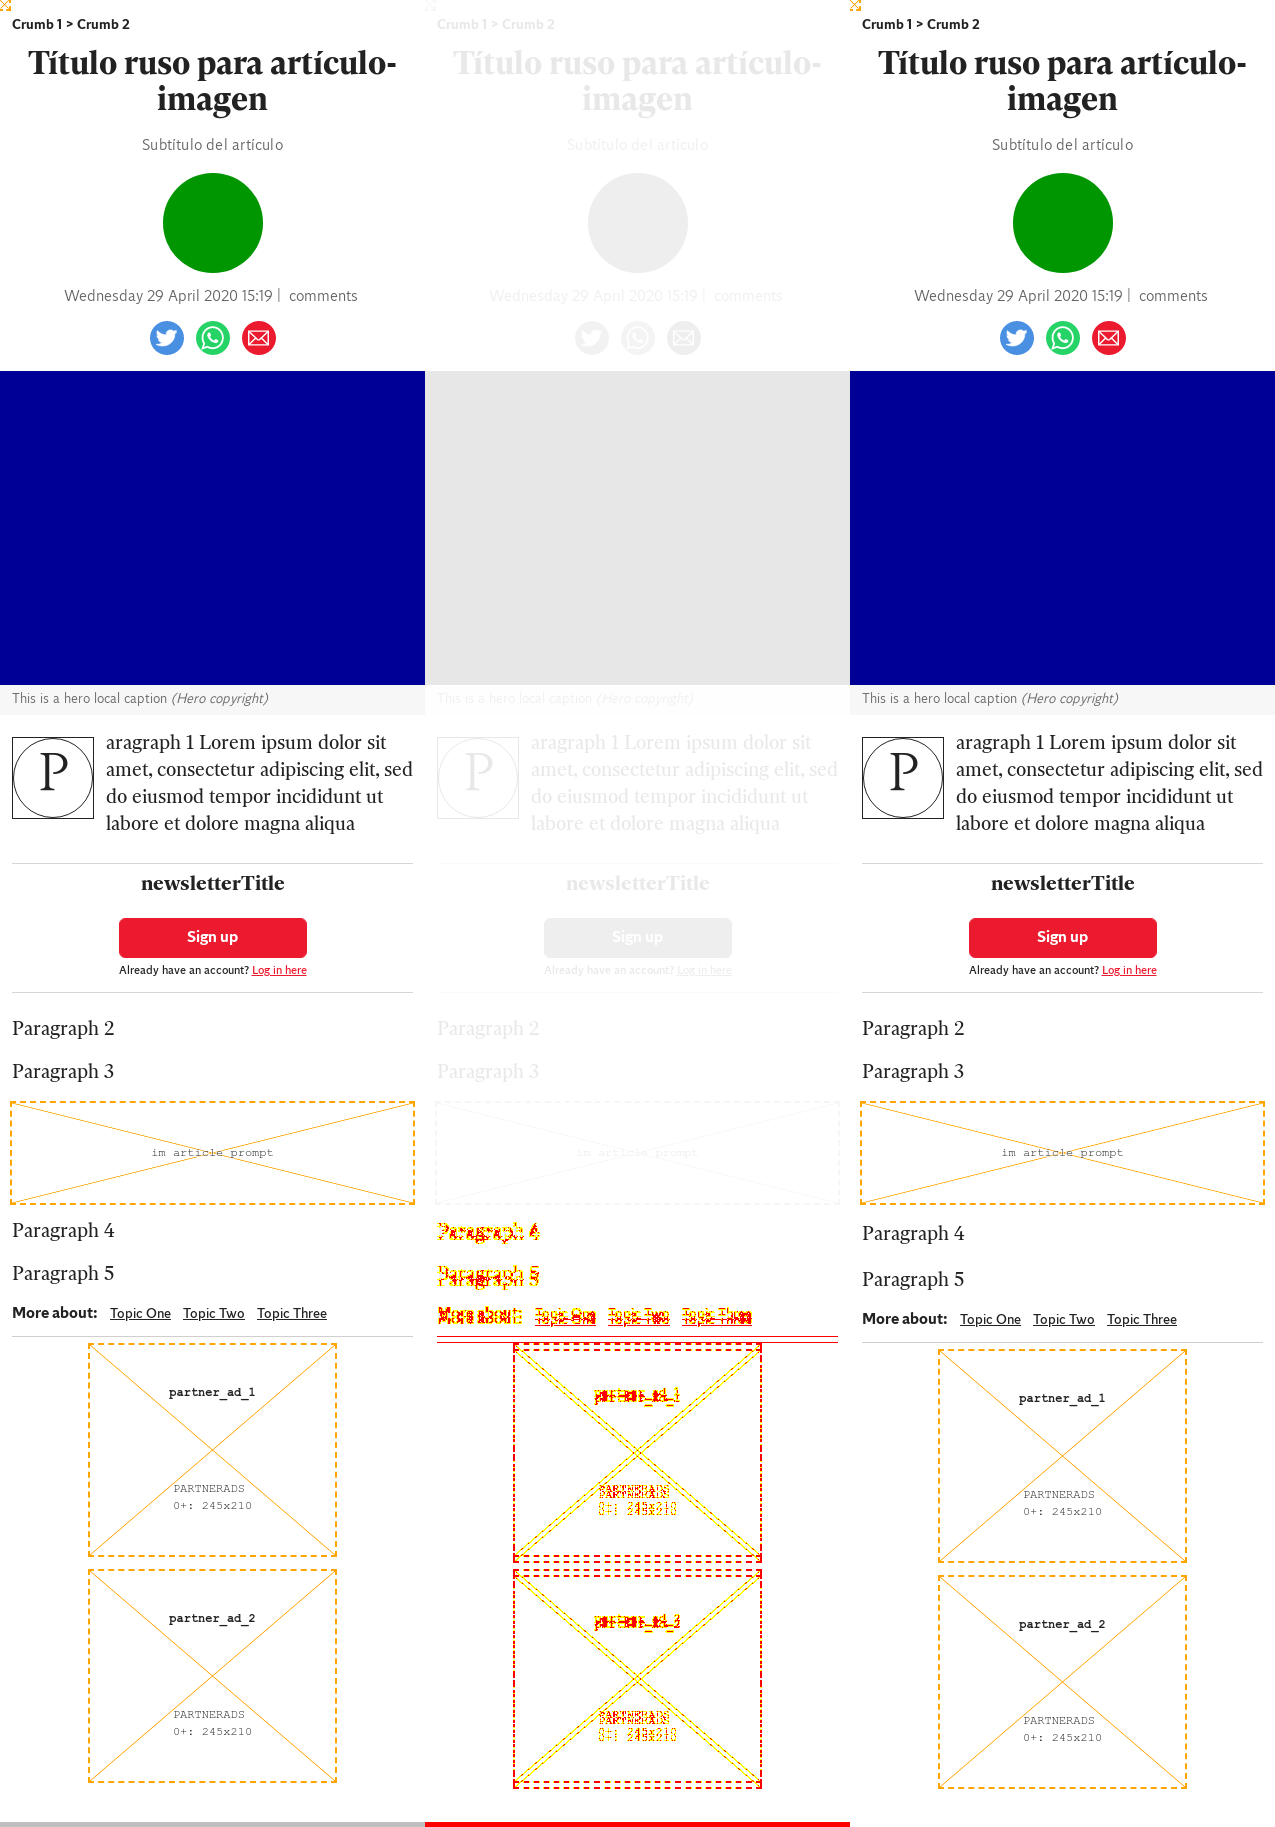 Crumb 1 > Crumb 2
Título ruso para artículo-
imagen
Subtítulo del artículo
Wednesday 29 April 2020 15:19 | comments
This is a hero local caption (Hero copyright)
P
aragraph 1 Lorem ipsum dolor sit
amet, consectetur adipiscing elit, sed
do eiusmod tempor incididunt ut
labore et dolore magna aliqua
newsletterTitle
Sign up
Already have an account? Log in here
Paragraph 2
Paragraph 3
im article prompt
Paragraph 4
Paragraph 5
More about: Topic One Topic Two Topic Three
partner_ad_1
PARTNERADS
0+: 245x210
partner_ad_2
PARTNERADS
0+: 245x210
Crumb 1 > Crumb 2
Título ruso para artículo-
imagen
Subtítulo del artículo
Wednesday 29 April 2020 15:19 | comments
This is a hero local caption (Hero copyright)
P
aragraph 1 Lorem ipsum dolor sit
amet, consectetur adipiscing elit, sed
do eiusmod tempor incididunt ut
labore et dolore magna aliqua
newsletterTitle
Sign up
Already have an account? Log in here
Paragraph 2
Paragraph 3
im article prompt
Paragraph 4
Paragraph 5
More about: Topic One Topic Two Topic Three
partner_ad_1
PARTNERADS
0+: 245x210
partner_ad_2
PARTNERADS
0+: 245x210
Crumb 1 > Crumb 2
Título ruso para artículo-
imagen
Subtítulo del artículo
Wednesday 29 April 2020 15:19 | comments
This is a hero local caption (Hero copyright)
P
aragraph 1 Lorem ipsum dolor sit
amet, consectetur adipiscing elit, sed
do eiusmod tempor incididunt ut
labore et dolore magna aliqua
newsletterTitle
Sign up
Already have an account? Log in here
Paragraph 2
Paragraph 3
im article prompt
Paragraph 4
Paragraph 5
More about: Topic One Topic Two Topic Three
partner_ad_1
PARTNERADS
0+: 245x210
partner_ad_2
PARTNERADS
0+: 245x210